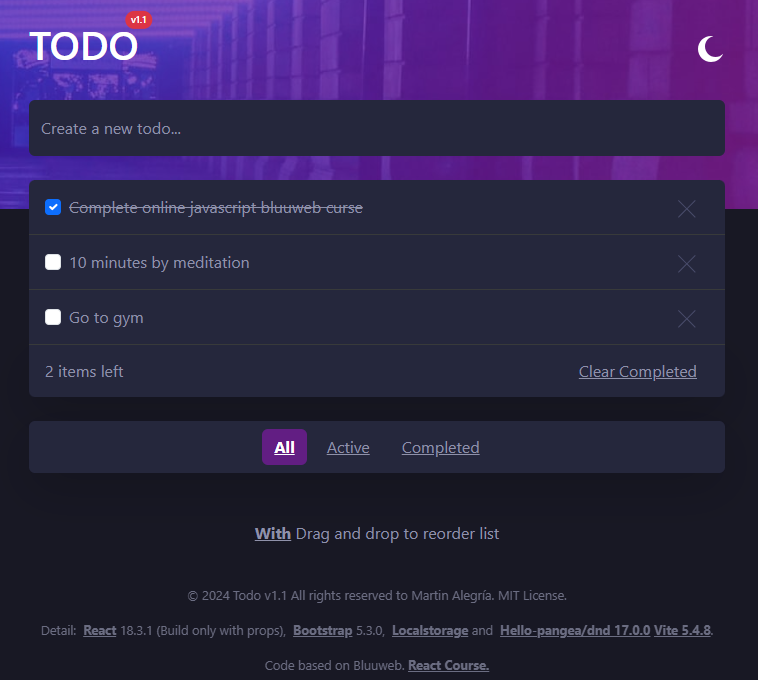 v1.1
TODO
Create a new todo...
Complete online javascript bluuweb curse
10 minutes by meditation
Go to gym
2 items left Clear Completed
All Active Completed
With Drag and drop to reorder list
© 2024 Todo v1.1 All rights reserved to Martin Alegría. MIT License.
Detail: React 18.3.1 (Build only with props), Bootstrap 5.3.0, Localstorage and Hello-pangea/dnd 17.0.0 Vite 5.4.8.
Code based on Bluuweb. React Course.